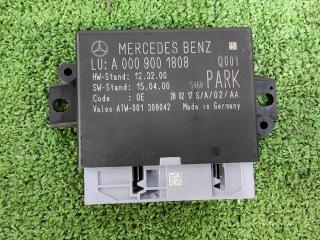 MERCEDES BENZ
LU: A 000 900 1808 Q001
HW-Stand: 12.32.00 5468 PARK
SW-Stand: 15.04.00
Code : 0E 28 02 17 S/A/02/AA
Valeo ATW-001 309042 Made in Germany